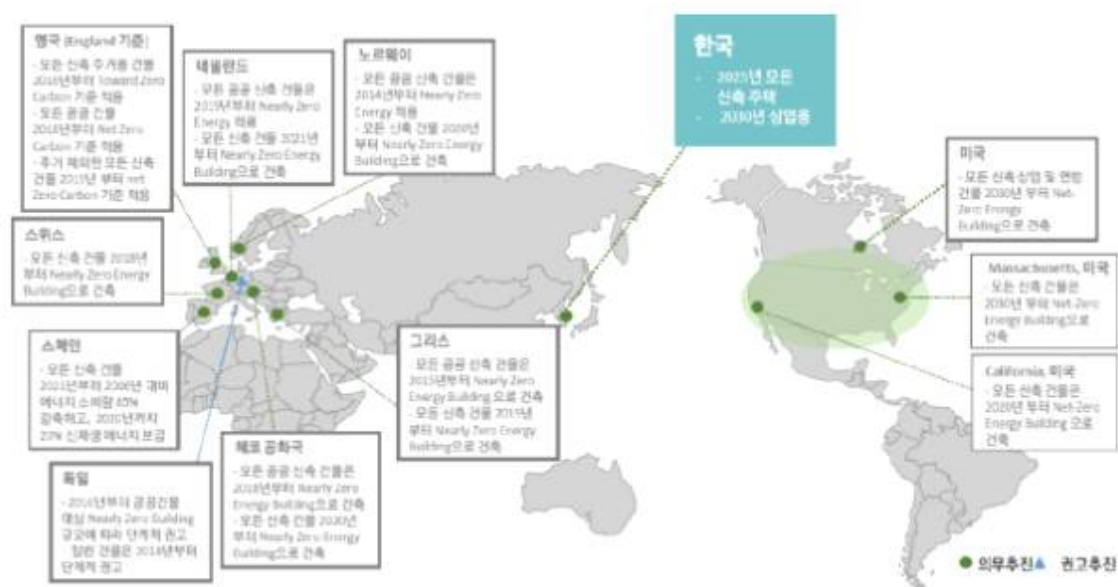 영국 (England 기준)
- 모든 신축 주거용 건물
2016년부터 Toward Zero
Carbon 기준 적용
- 모든 공공 건물
2018년부터 Net Zero
Carbon 기준 적용
- 주거 제외한 모든 신축
건물 2019년 부터 net
Zero Carbon 기준 적용
네덜란드
- 모든 공공 신축 건물은
2019년부터 Nearly Zero
Energy 적용
- 모든 신축 건물 2021년
부터 Nearly Zero Energy
Building으로 건축
노르웨이
- 모든 공공 신축 건물은
Nearly Zero
Energy 적용
- 모든 신축 건물 2020년
부터 Nearly Zero Energy
Building으로 건축
한국
- 2025년 모든
신축 주택
- 2030년 상업용
미국
- 모든 신축 상업 및 연방
건물 2030년 부터 Net-
Zero Energy
Building으로 건축
스위스
- 모든 신축 건물 2018년
부터 Nearly Zero Energy
Building으로 건축
Massachusetts, 미국
- 모든 신축 건물은
2030년 부터 Net-Zero
Energy Building으로
건축
스페인
- 모든 신축 건물
2021년부터 2006년 대비
에너지 소비량
감축하고,
신재생에너지 보급
그리스
- 모든 공공 신축 건물은
2015년부터 Nearly Zero
Energy Building 으로 건축
- 모든 신축 건물 2019년
부터 Nearly Zero Energy
Building으로 건축
California, 미국
- 모든 신축 건물은
2020년 부터 Net-Zero
Energy Building 으로
건축
체코 공화국
- 모든 공공 신축 건물은
2018년부터 Nearly Zero
Energy Building으로 건축
- 모든 신축 건물 2020년
부터 Nearly Zero Energy
Building으로 건축
독일
- 2016년부터 공공건물
대상 Nearly Zero Building
규모에 따라 단계적 권고
- 일반 건물은 2018년부터
단계적 권고
의무추진 권고추진